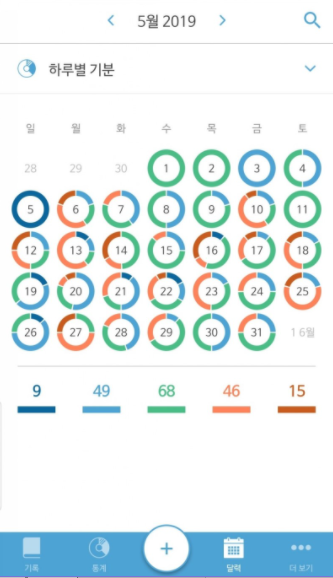 5월 2019
하루별 기분
일 월 화 수 목 금 토
28 29 30 1 2 3 4
5 6 7 8 9 10 11
12 13 14 15 16 17 18
19 20 21 22 23 24 25
26 27 28 29 30 31 1 6월
9 49 68 46 15
기록 통계 + 달력 더 보기